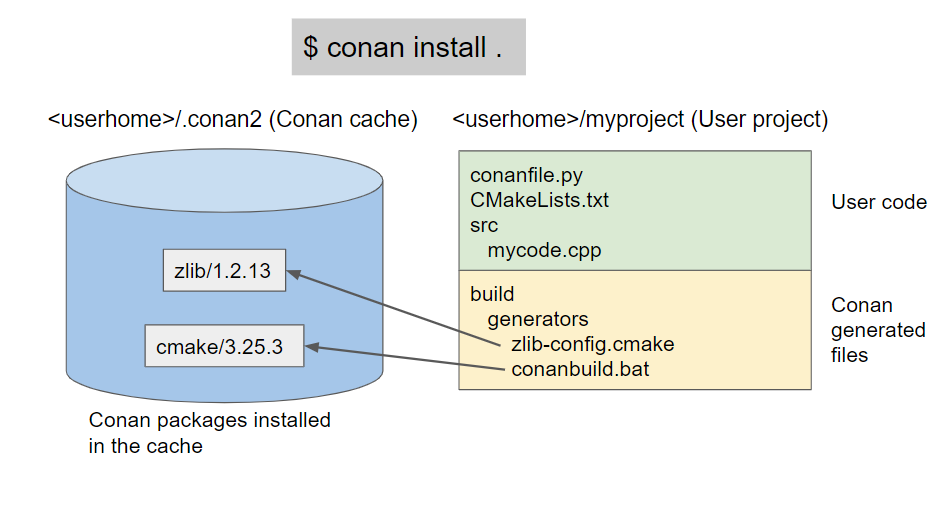 $ conan install .
<userhome>/.conan2 (Conan cache)
<userhome>/myproject (User project)
conanfile.py
CMakeLists.txt
src
mycode.cpp
User code
zlib/1.2.13
cmake/3.25.3
build
generators
zlib-config.cmake
conanbuild.bat
Conan
generated
files
Conan packages installed
in the cache